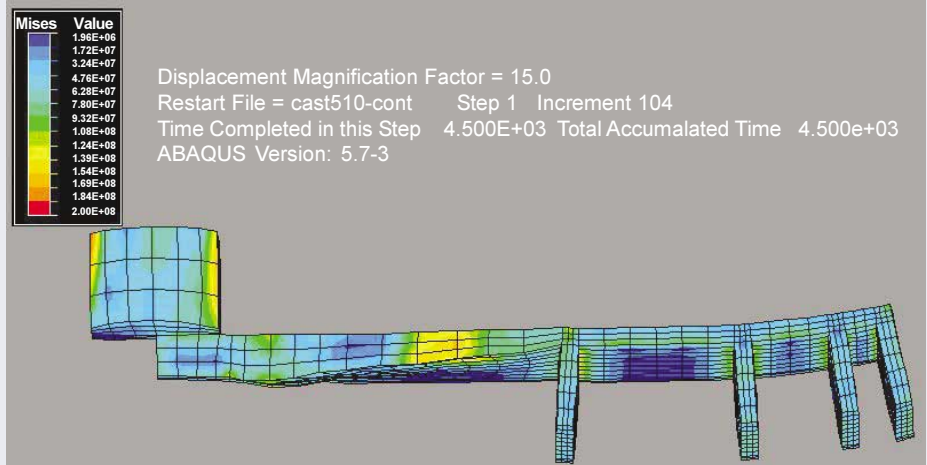 Mises Value
1.96E+06
1.72E+07
3.24E+07
4.76E+07
6.28E+07
7.80E+07
9.32E+07
1.08E+08
1.24E+08
1.39E+08
1.54E+08
1.69E+08
1.84E+08
2.00E+08
Displacement Magnification Factor = 15.0
Restart File = cast510-cont Step 1 Increment 104
Time Completed in this Step 4.500E+03 Total Accumalated Time 4.500e+03
ABAQUS Version: 5.7-3